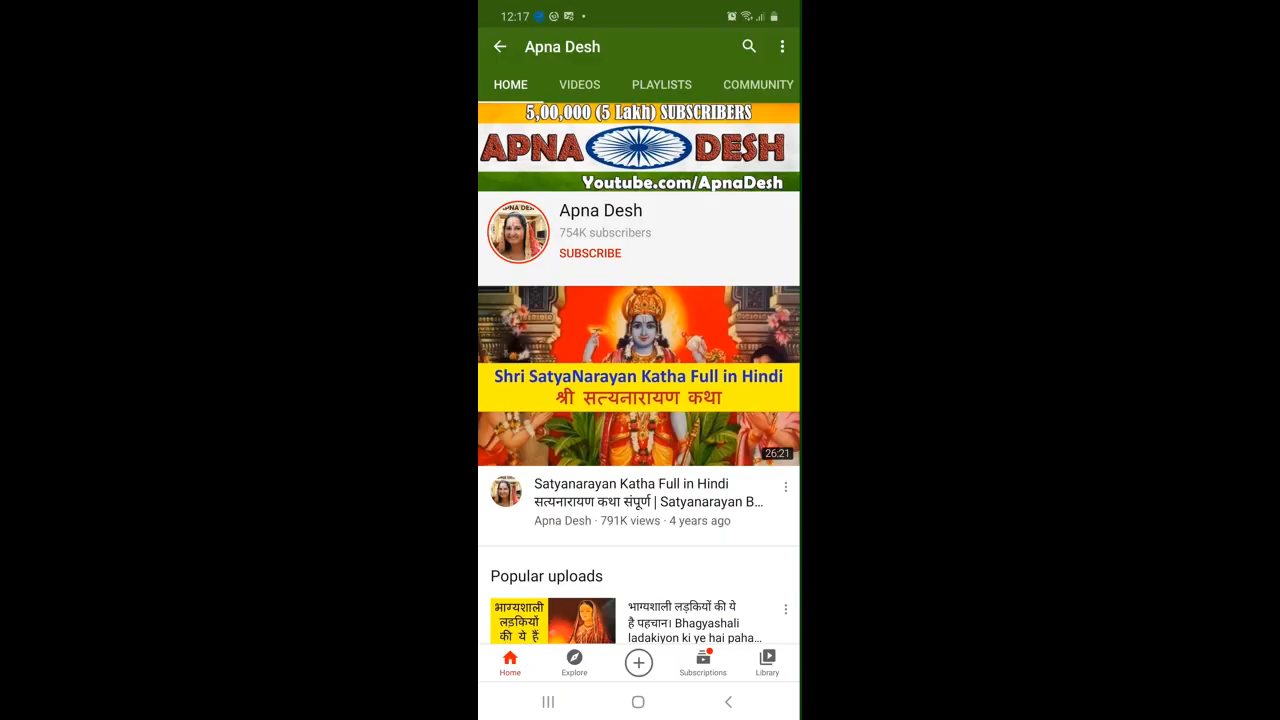 12:17
Apna Desh
HOME VIDEOS PLAYLISTS COMMUNITY
5,00,000 (5 Lakh) SUBSCRIBERS
APNA DESH
Youtube.com/ApnaDesh
Apna Desh
754K subscribers
SUBSCRIBE
Shri SatyaNarayan Katha Full in Hindi
श्री सत्यनारायण कथा
26:21
Satyanarayan Katha Full in Hindi
सत्यनारायण कथा संपूर्ण | Satyanarayan B...
Apna Desh · 791K views · 4 years ago
Popular uploads
भाग्यशाली
लडकियों
की ये हैं
भाग्यशाली लड़कियों की ये
है पहचान। Bhagyashali
ladakiyon ki ye hai paha...
Home Explore Subscriptions Library